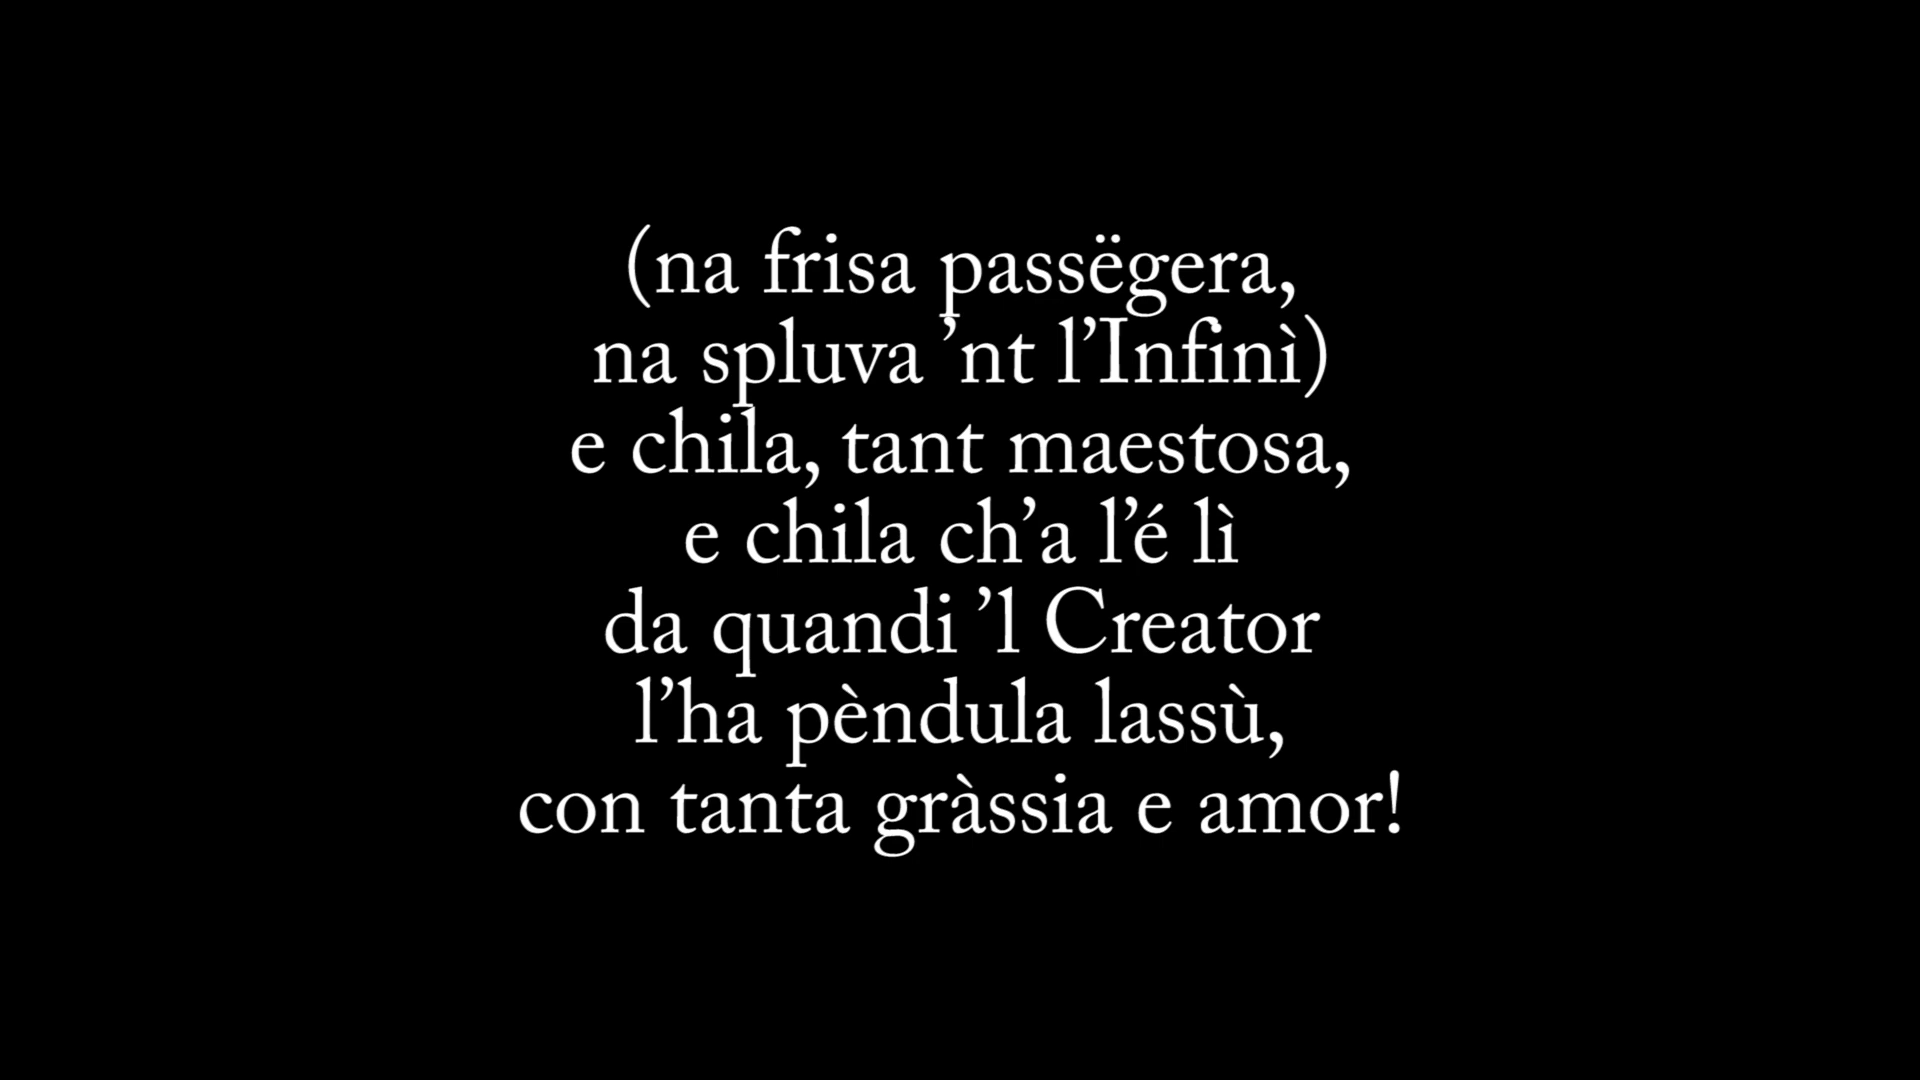 (na frisa passëgera,
na spluva ’nt l’Infinì)
e chila, tant maestosa,
e chila ch’a l’é lì
da quandi ’l Creator
l’ha pèndula lassù,
con tanta gràssia e amor!